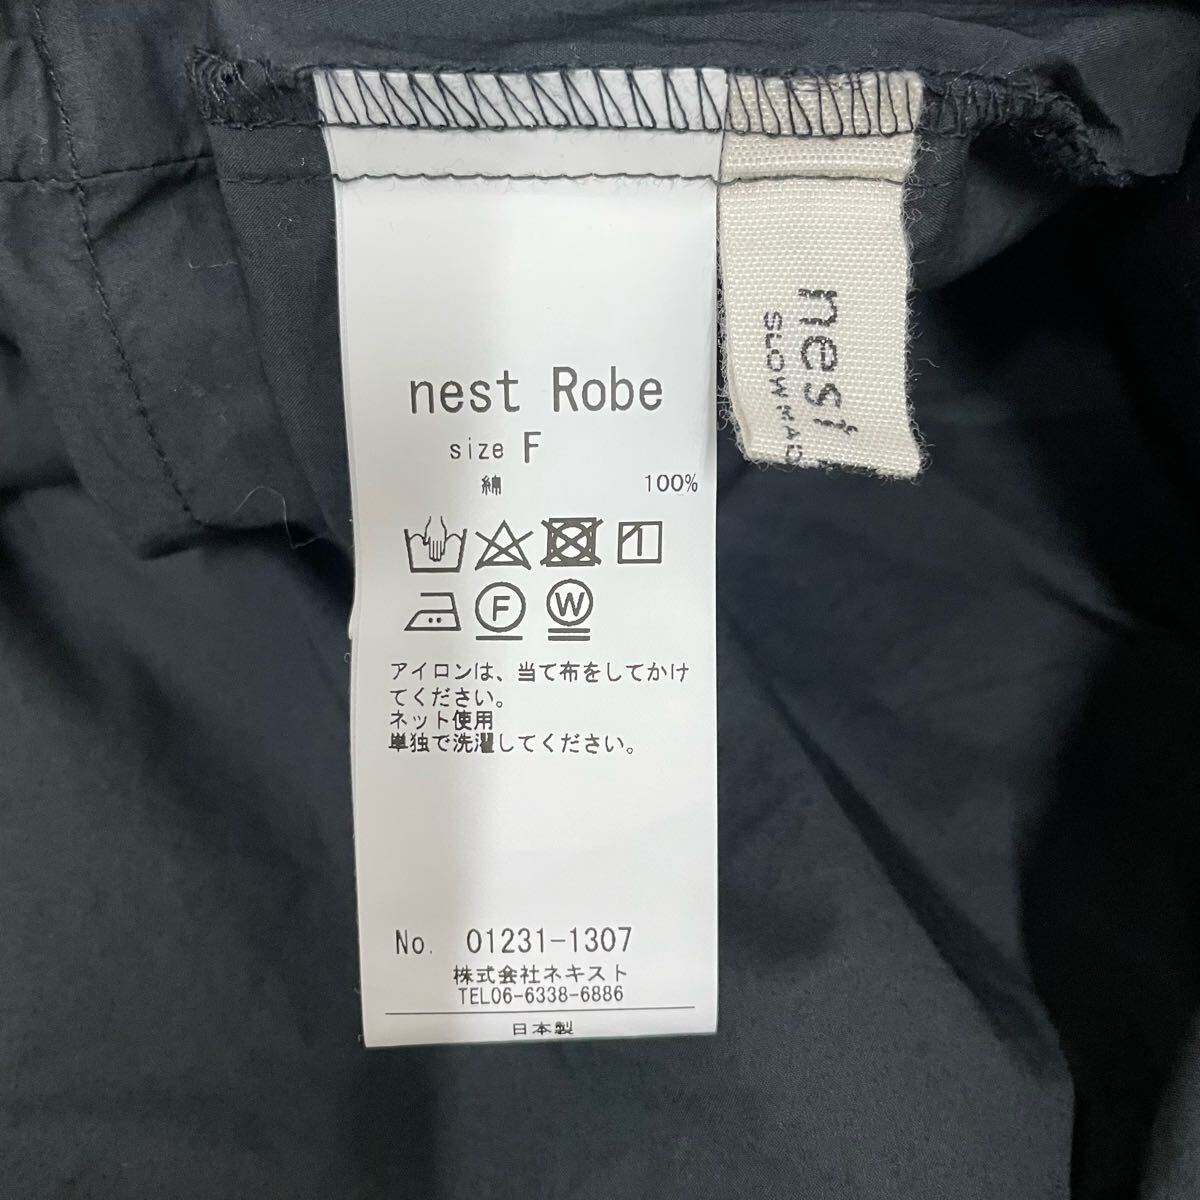 nest Robe
size F
綿 100%
F W
アイロンは、当て布をしてかけ
てください。
ネット使用
単独で洗濯してください。
No. 01231-1307
株式会社ネキスト
TEL06-6338-6886
日本製
SLOW